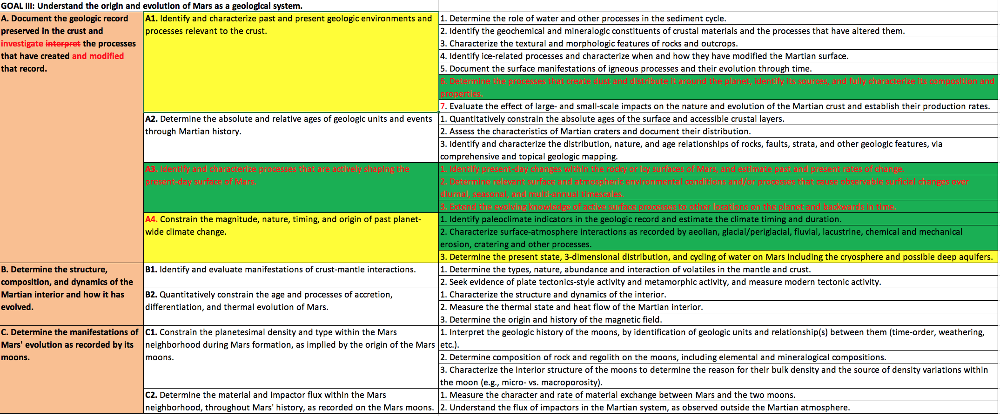 GOAL III: Understand the origin and evolution of Mars as a geological system.
A. Document the geologic record
preserved in the crust and
investigate interpret the processes
that have created and modified
that record.
A1. Identify and characterize past and present geologic environments and
processes relevant to the crust.
1. Determine the role of water and other processes in the sediment cycle.
2. Identify the geochemical and mineralogic constituents of crustal materials and the processes that have altered them.
3. Characterize the textural and morphologic features of rocks and outcrops.
4. Identify ice-related processes and characterize when and how they have modified the Martian surface.
5. Document the surface manifestations of igneous processes and their evolution through time.
6. Determine the processes that create dust and distribute it around the planet, identify its sources, and fully characterize its composition and
properties.
7. Evaluate the effect of large- and small-scale impacts on the nature and evolution of the Martian crust and establish their production rates.
A2. Determine the absolute and relative ages of geologic units and events
through Martian history.
1. Quantitatively constrain the absolute ages of the surface and accessible crustal layers.
2. Assess the characteristics of Martian craters and document their distribution.
3. Identify and characterize the distribution, nature, and age relationships of rocks, faults, strata, and other geologic features, via
comprehensive and topical geologic mapping.
A3. Identify and characterize processes that are actively shaping the
present-day surface of Mars.
1. Identify present-day changes within the rocky or icy surfaces of Mars, and estimate past and present rates of change.
2. Determine relevant surface and atmospheric environmental conditions and/or processes that cause observable surficial changes over
diurnal, seasonal, and multi-annual timescales.
3. Extend the evolving knowledge of active surface processes to other locations on the planet and backwards in time.
A4. Constrain the magnitude, nature, timing, and origin of past planet-
wide climate change.
1. Identify paleoclimate indicators in the geologic record and estimate the climate timing and duration.
2. Characterize surface-atmosphere interactions as recorded by aeolian, glacial/periglacial, fluvial, lacustrine, chemical and mechanical
erosion, cratering and other processes.
3. Determine the present state, 3-dimensional distribution, and cycling of water on Mars including the cryosphere and possible deep aquifers.
B. Determine the structure,
composition, and dynamics of the
Martian interior and how it has
evolved.
B1. Identify and evaluate manifestations of crust-mantle interactions.
1. Determine the types, nature, abundance and interaction of volatiles in the mantle and crust.
2. Seek evidence of plate tectonics-style activity and metamorphic activity, and measure modern tectonic activity.
B2. Quantitatively constrain the age and processes of accretion,
differentiation, and thermal evolution of Mars.
1. Characterize the structure and dynamics of the interior.
2. Measure the thermal state and heat flow of the Martian interior.
3. Determine the origin and history of the magnetic field.
C. Determine the manifestations of
Mars' evolution as recorded by its
moons.
C1. Constrain the planetesimal density and type within the Mars
neighborhood during Mars formation, as implied by the origin of the Mars
moons.
1. Interpret the geologic history of the moons, by identification of geologic units and relationship(s) between them (time-order, weathering,
etc.).
2. Determine composition of rock and regolith on the moons, including elemental and mineralogical compositions.
3. Characterize the interior structure of the moons to determine the reason for their bulk density and the source of density variations within
the moon (e.g., micro- vs. macroporosity).
C2. Determine the material and impactor flux within the Mars
neighborhood, throughout Mars' history, as recorded on the Mars moons.
1. Measure the character and rate of material exchange between Mars and the two moons.
2. Understand the flux of impactors in the Martian system, as observed outside the Martian atmosphere.